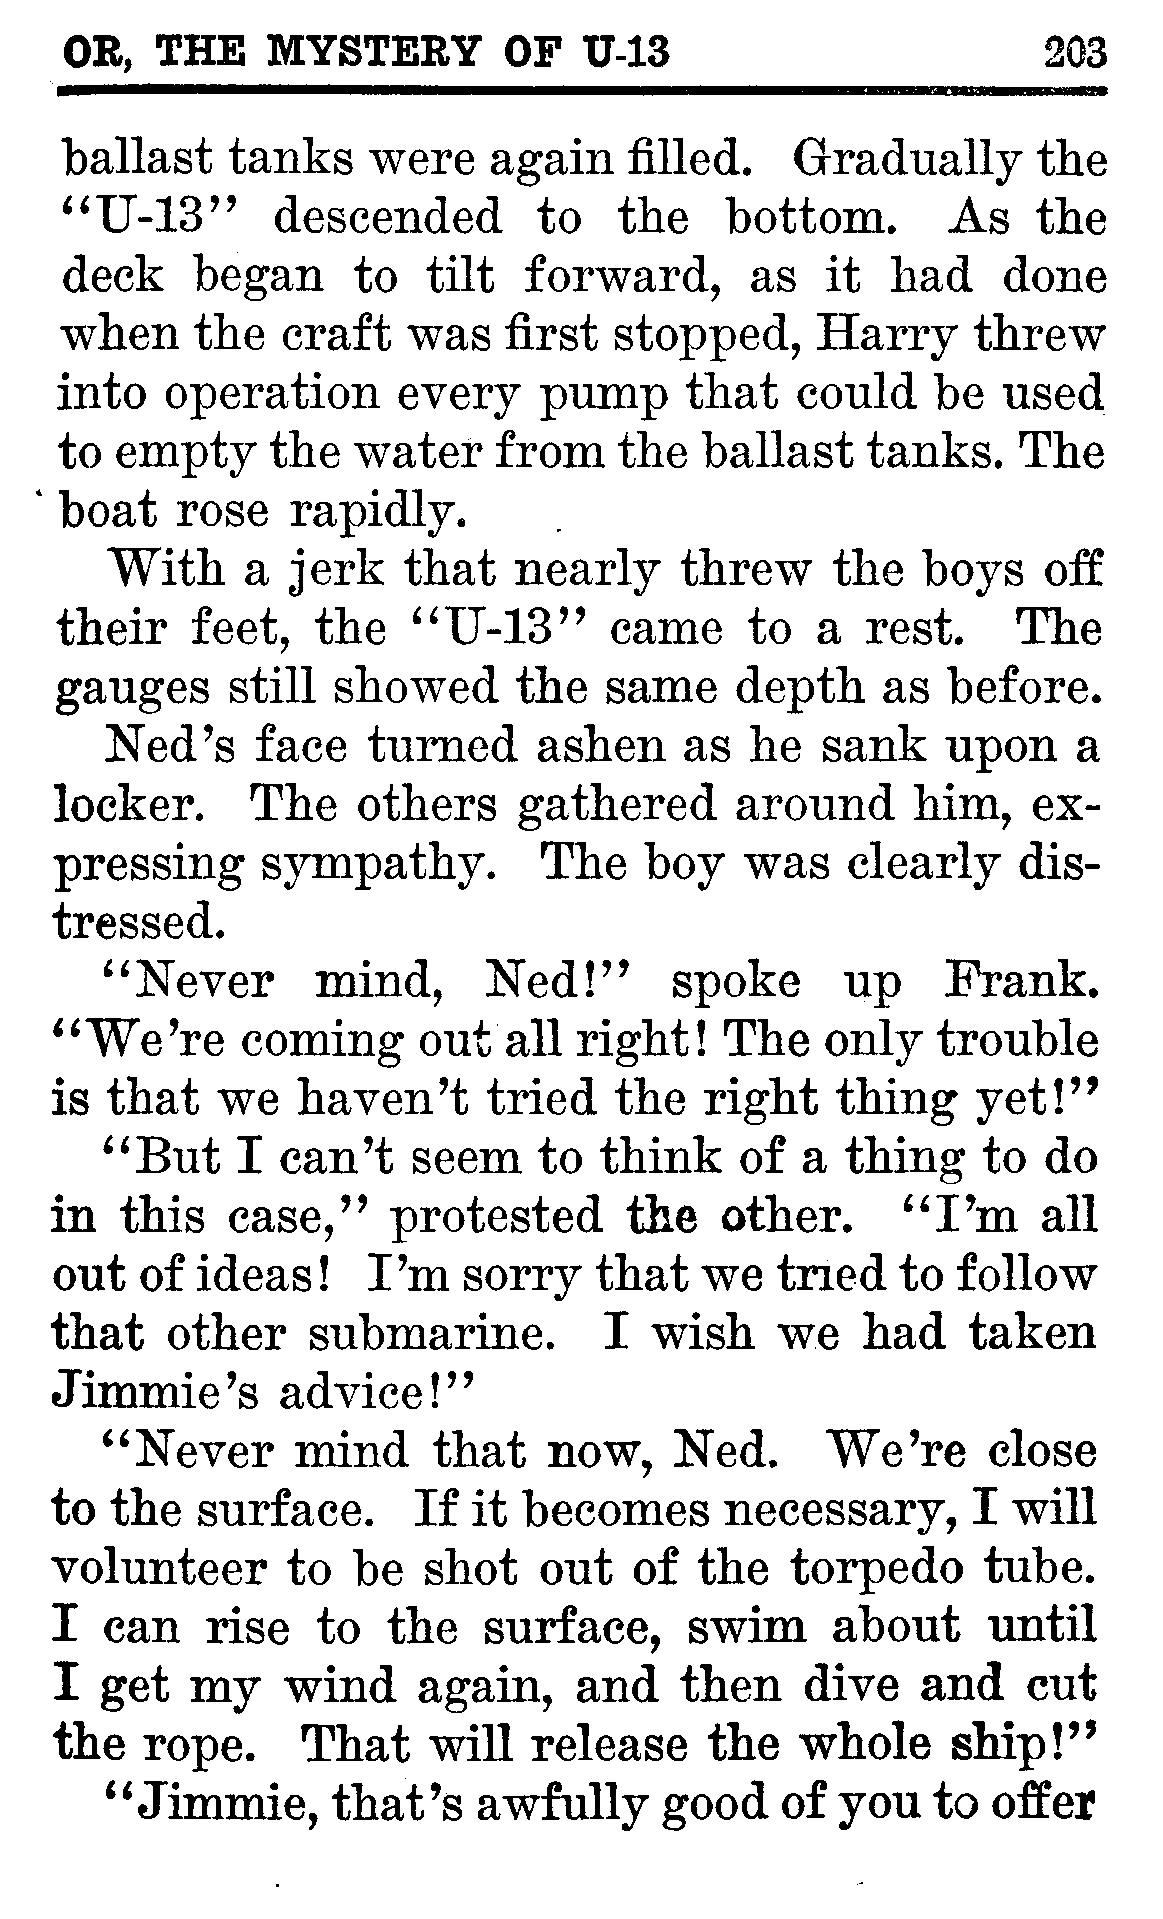 OR, THE MYSTERY OF U-13 203
ballast tanks were again filled. Gradually the
“U-13” descended to the bottom. As the
deck began to tilt forward, as it had done
when the craft was first stopped, Harry threw
into operation every pump that could be used
to empty the water from the ballast tanks. The
boat rose rapidly.
With a jerk that nearly threw the boys off
their feet, the “U-13” came to a rest. The
gauges still showed the same depth as before.
Ned’s face turned ashen as he sank upon a
locker. The others gathered around him, ex-
pressing sympathy. The boy was clearly dis-
tressed.
“Never mind, Ned!” spoke up Frank.
“We’re coming out all right! The only trouble
is that we haven’t tried the right thing yet!”
“But I can’t seem to think of a thing to do
in this case,” protested the other. “I’m all
out of ideas! I’m sorry that we tried to follow
that other submarine. I wish we had taken
Jimmie’s advice!”
“Never mind that now, Ned. We’re close
to the surface. If it becomes necessary, I will
volunteer to be shot out of the torpedo tube.
I can rise to the surface, swim about until
I get my wind again, and then dive and cut
the rope. That will release the whole ship!”
“Jimmie, that’s awfully good of you to offer